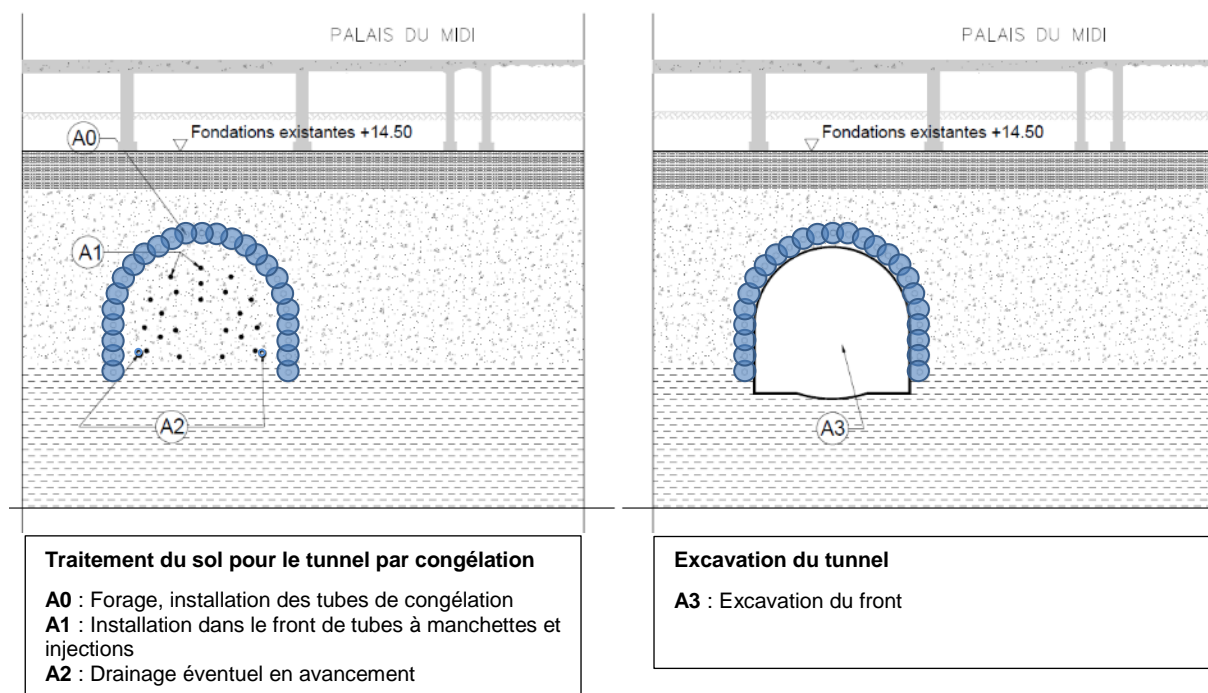 PALAIS DU MIDI
A0
Fondations existantes +14.50
A1
A2
Traitement du sol pour le tunnel par congélation
A0 : Forage, installation des tubes de congélation
A1 : Installation dans le front de tubes à manchettes et
injections
A2 : Drainage éventuel en avancement
PALAIS DU MIDI
Fondations existantes +14.50
A3
Excavation du tunnel
A3 : Excavation du front